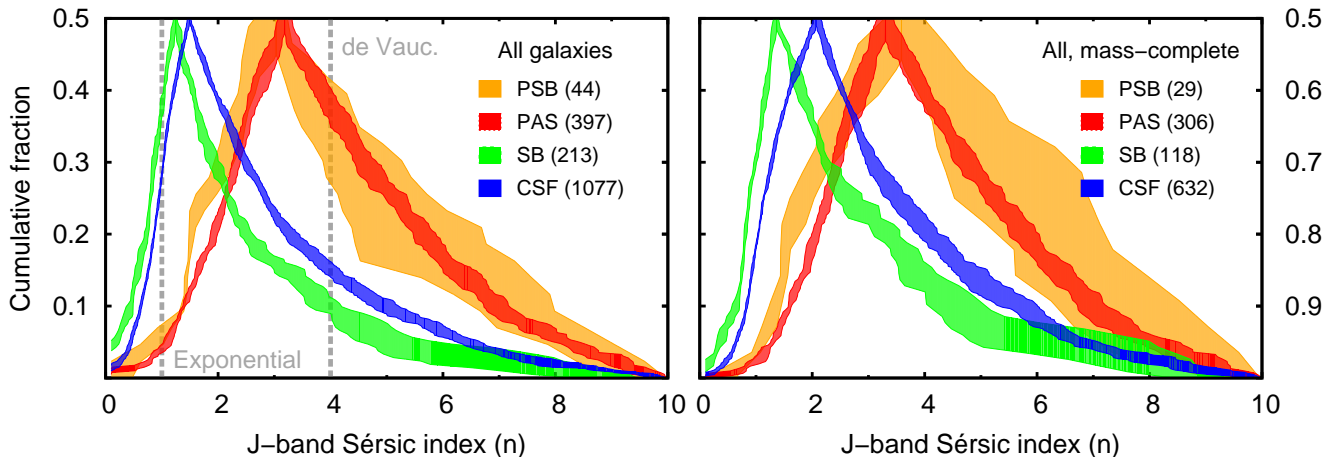 0.5
0.4
0.3
0.2
0.1
Cumulative fraction
de Vauc.
Exponential
All galaxies
PSB (44)
PAS (397)
SB (213)
CSF (1077)
0 2 4 6 8 10
J−band Sérsic index (n)
All, mass−complete
PSB (29)
PAS (306)
SB (118)
CSF (632)
0 2 4 6 8 10
J−band Sérsic index (n)
0.5
0.6
0.7
0.8
0.9